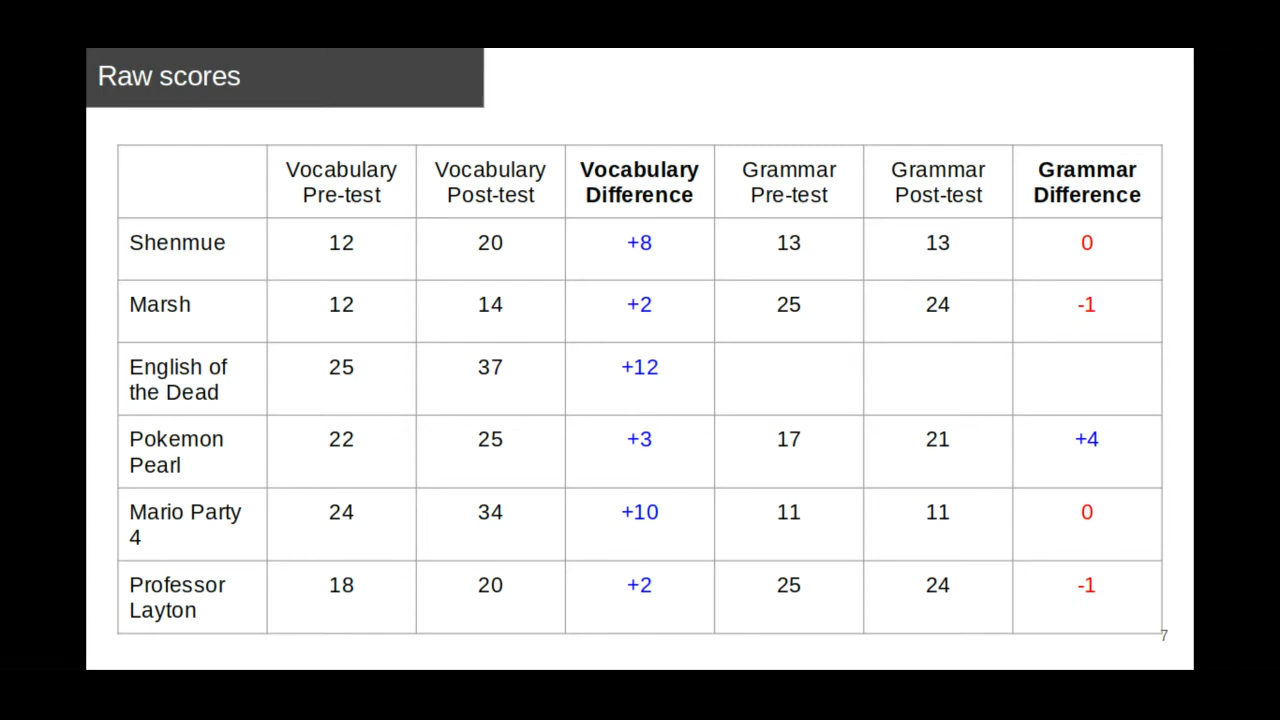 Raw scores
Vocabulary Pre-test Vocabulary Post-test Vocabulary Difference Grammar Pre-test Grammar Post-test Grammar Difference
Shenmue 12 20 +8 13 13 0
Marsh 12 14 +2 25 24 -1
English of the Dead 25 37 +12
Pokemon Pearl 22 25 +3 17 21 +4
Mario Party 4 24 34 +10 11 11 0
Professor Layton 18 20 +2 25 24 -1
7